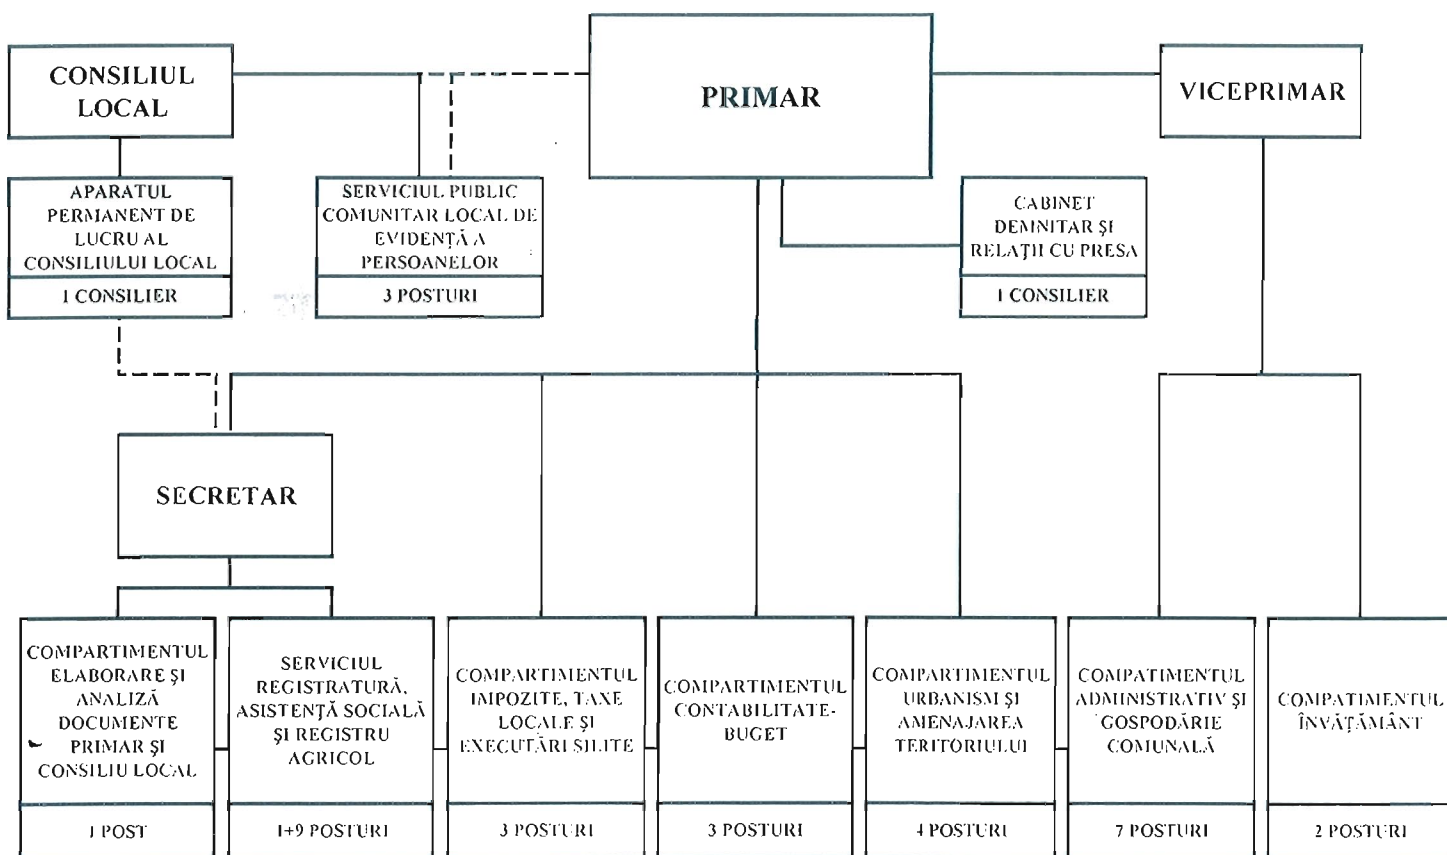 CONSILIUL
LOCAL
PRIMAR
VICEPRIMAR
APARATUL
PERMANENT DE
LUCRU AL
CONSILIULUI LOCAL
1 CONSILIER
SERVICIUL PUBLIC
COMUNITAR LOCAL DE
EVIDENȚĂ A
PERSOANELOR
3 POSTURI
CABINET
DEMNITAR ȘI
RELAȚII CU PRESA
1 CONSILIER
SECRETAR
COMPARTIMENTUL
ELABORARE ȘI
ANALIZĂ
DOCUMENTE
PRIMAR ȘI
CONSILIU LOCAL
1 POST
SERVICIUL
REGISTRATURĂ,
ASISTENȚĂ SOCIALĂ
ȘI REGISTRU
AGRICOL
1+9 POSTURI
COMPARTIMENTUL
IMPOZITE, TAXE
LOCALE ȘI
EXECUTĂRI SILITE
3 POSTURI
COMPARTIMENTUL
CONTABILITATE-
BUGET
3 POSTURI
COMPARTIMENTUL
URBANISM ȘI
AMENAJAREA
TERITORIULUI
4 POSTURI
COMPATIMENTUL
ADMINISTRATIV ȘI
GOSPODĂRIE
COMUNALĂ
7 POSTURI
COMPATIMENTUL
ÎNVĂȚĂMÂNT
2 POSTURI